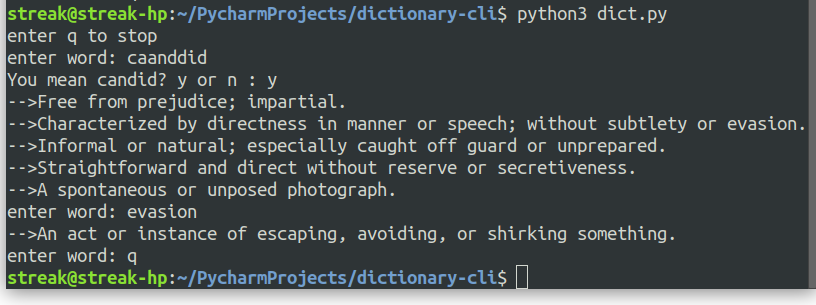 streak@streak-hp:~/PycharmProjects/dictionary-cli$ python3 dict.py
enter q to stop
enter word: caanddid
You mean candid? y or n : y
-->Free from prejudice; impartial.
-->Characterized by directness in manner or speech; without subtlety or evasion.
-->Informal or natural; especially caught off guard or unprepared.
-->Straightforward and direct without reserve or secretiveness.
-->A spontaneous or unposed photograph.
enter word: evasion
-->An act or instance of escaping, avoiding, or shirking something.
enter word: q
streak@streak-hp:~/PycharmProjects/dictionary-cli$